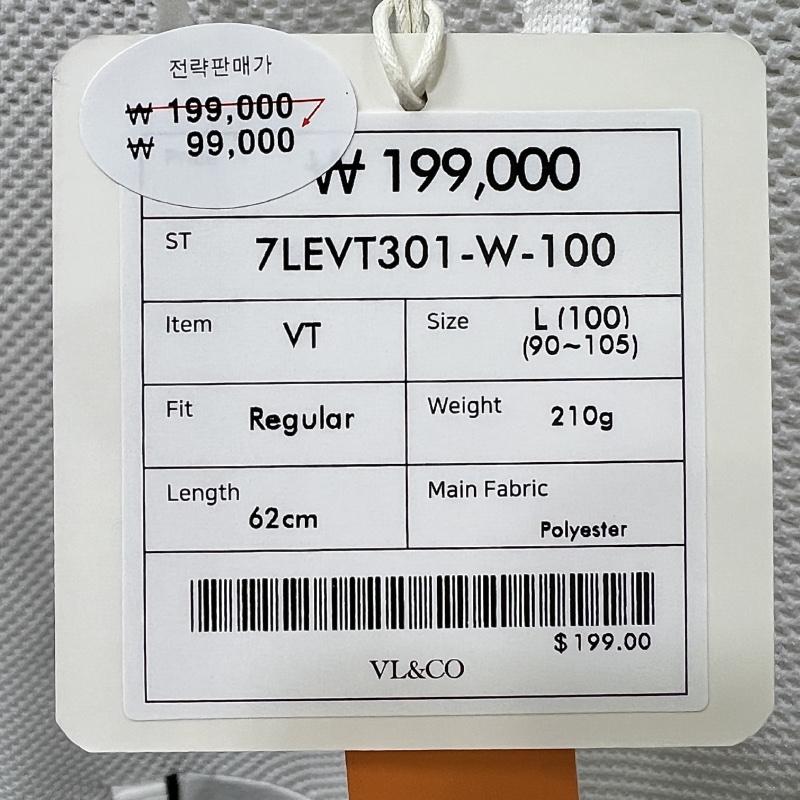 전략판매가
₩ 199,000
₩ 99,000
₩ 199,000
ST 7LEVT301-W-100
Item VT Size L (100)
(90~105)
Fit Regular Weight 210g
Length 62cm Main Fabric Polyester
$199.00
VL&CO